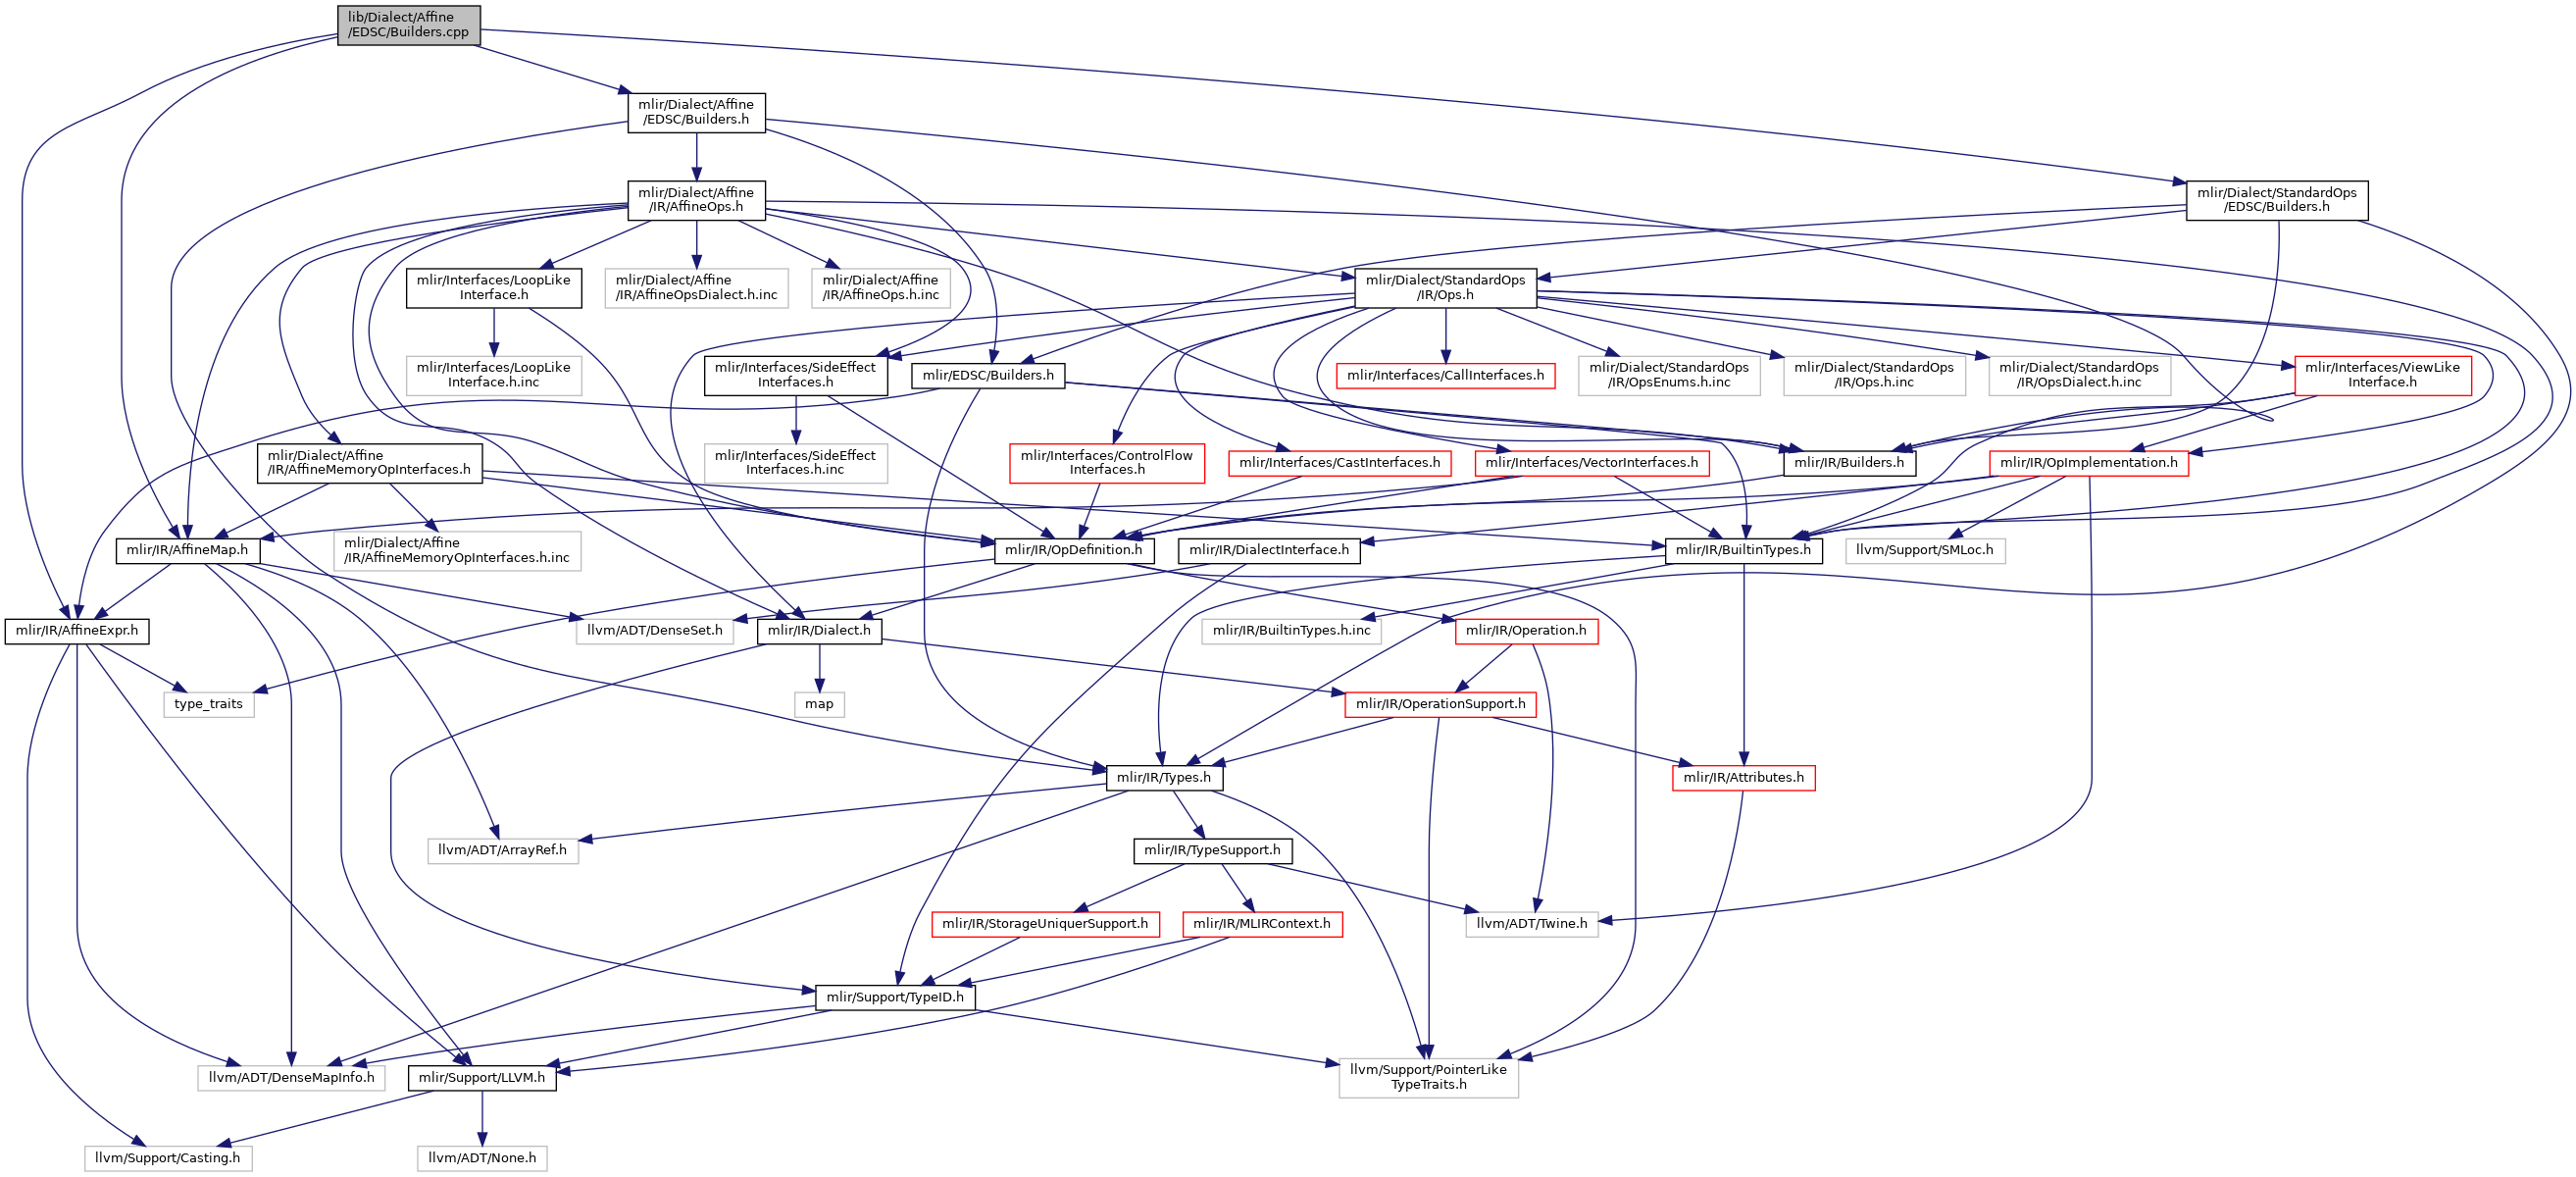 lib/Dialect/Affine
/EDSC/Builders.cpp
mlir/Dialect/Affine
/EDSC/Builders.h
mlir/Dialect/Affine
/IR/AffineOps.h
mlir/Dialect/StandardOps
/EDSC/Builders.h
mlir/Interfaces/LoopLike
Interface.h
mlir/Dialect/Affine
/IR/AffineOpsDialect.h.inc
mlir/Dialect/Affine
/IR/AffineOps.h.inc
mlir/Dialect/StandardOps
/IR/Ops.h
mlir/Interfaces/LoopLike
Interface.h.inc
mlir/Interfaces/SideEffect
Interfaces.h
mlir/EDSC/Builders.h
mlir/Interfaces/CallInterfaces.h
mlir/Dialect/StandardOps
/IR/OpsEnums.h.inc
mlir/Dialect/StandardOps
/IR/Ops.h.inc
mlir/Dialect/StandardOps
/IR/OpsDialect.h.inc
mlir/Interfaces/ViewLike
Interface.h
mlir/Dialect/Affine
/IR/AffineMemoryOpInterfaces.h
mlir/Interfaces/SideEffect
Interfaces.h.inc
mlir/Interfaces/ControlFlow
Interfaces.h
mlir/Interfaces/CastInterfaces.h
mlir/Interfaces/VectorInterfaces.h
mlir/IR/Builders.h
mlir/IR/OpImplementation.h
mlir/IR/AffineMap.h
mlir/Dialect/Affine
/IR/AffineMemoryOpInterfaces.h.inc
mlir/IR/OpDefinition.h
mlir/IR/DialectInterface.h
mlir/IR/BuiltinTypes.h
llvm/Support/SMLoc.h
mlir/IR/AffineExpr.h
llvm/ADT/DenseSet.h
mlir/IR/Dialect.h
mlir/IR/BuiltinTypes.h.inc
mlir/IR/Operation.h
type_traits
map
mlir/IR/OperationSupport.h
mlir/IR/Types.h
mlir/IR/Attributes.h
llvm/ADT/ArrayRef.h
mlir/IR/TypeSupport.h
mlir/IR/StorageUniquerSupport.h
mlir/IR/MLIRContext.h
llvm/ADT/Twine.h
mlir/Support/TypeID.h
llvm/ADT/DenseMapInfo.h
mlir/Support/LLVM.h
llvm/Support/PointerLike
TypeTraits.h
llvm/Support/Casting.h
llvm/ADT/None.h